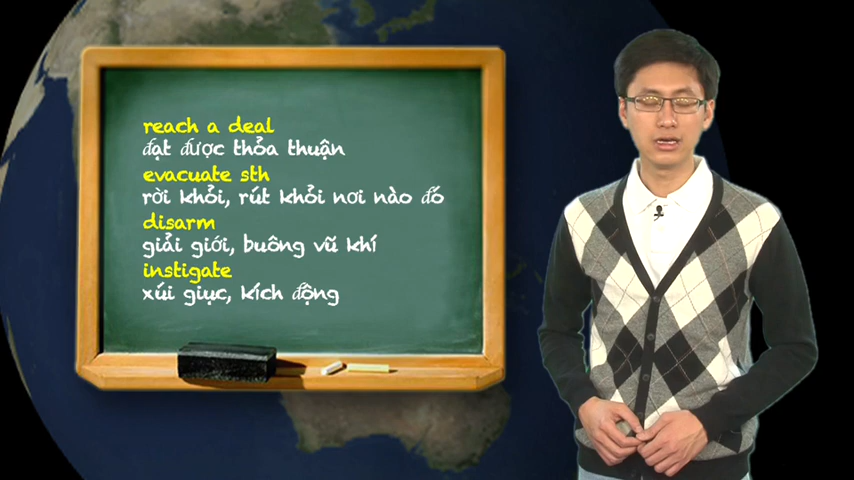 reach a deal
đạt được thỏa thuận
evacuate sth
rời khỏi, rút khỏi nơi nào đó
disarm
giải giới, buông vũ khí
instigate
xúi giục, kích động